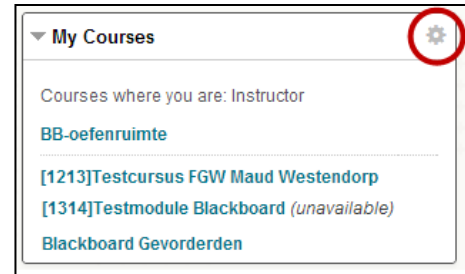 My Courses
Courses where you are: Instructor
BB-oefenruimte
[1213]Testcursus FGW Maud Westendorp
[1314]Testmodule Blackboard (unavailable)
Blackboard Gevorderden